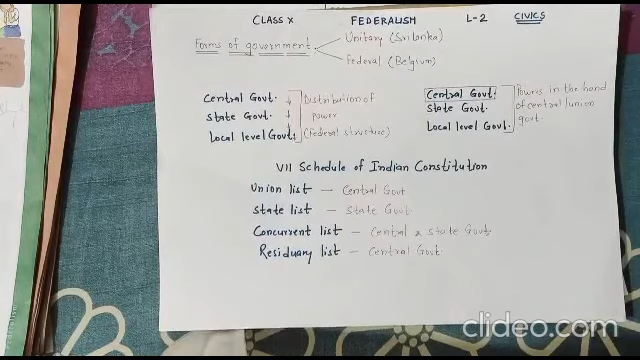 CLASS X FEDERALISM L-2 CIVICS
Forms of government: Unitary (Sri Lanka)
Federal (Belgium)
Central Govt. Distribution of
State Govt. power
Local level Govt. (Federal structure)
Central Govt. Powers in the hand
State Govt. of central/union
Local level Govt. govt.
VII Schedule of Indian Constitution
Union list – Central Govt
State list – State Govt.
Concurrent list – Central & State Govt.
Residuary list – Central Govt.
clideo.com